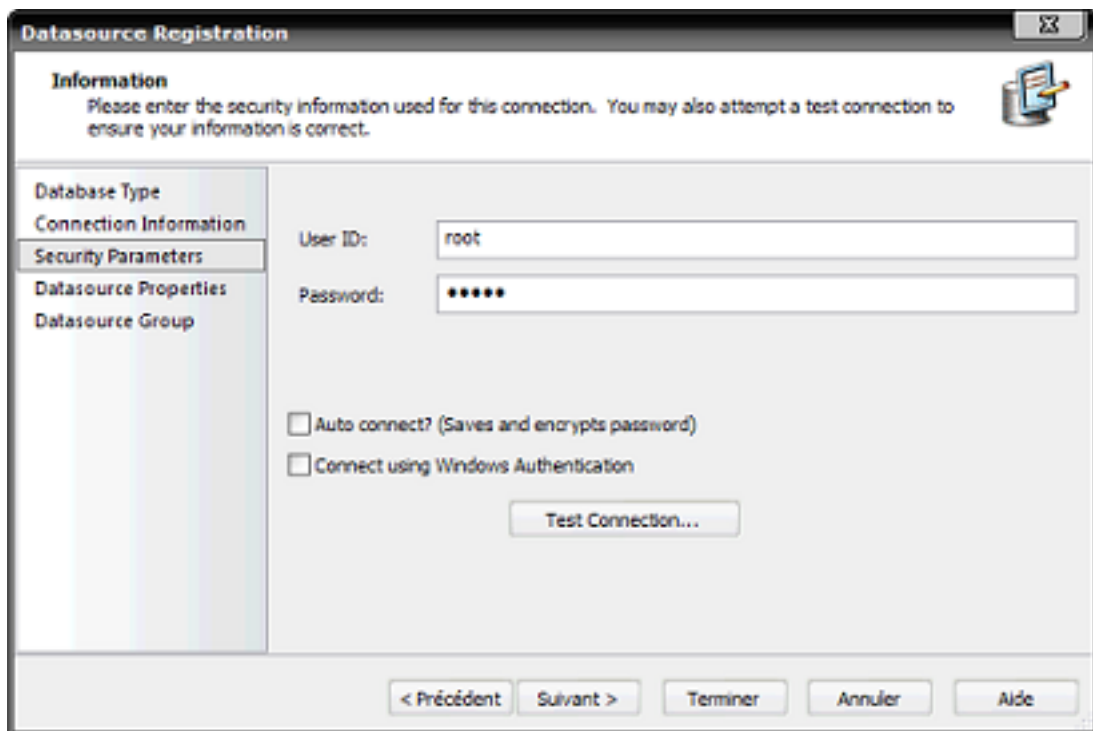 Datasource Registration
Information
Please enter the security information used for this connection. You may also attempt a test connection to
ensure your information is correct.
Database Type
Connection Information
Security Parameters
Datasource Properties
Datasource Group
User ID:
root
Password:
•••••
Auto connect? (Saves and encrypts password)
Connect using Windows Authentication
Test Connection...
< Précédent
Suivant >
Terminer
Annuler
Aide